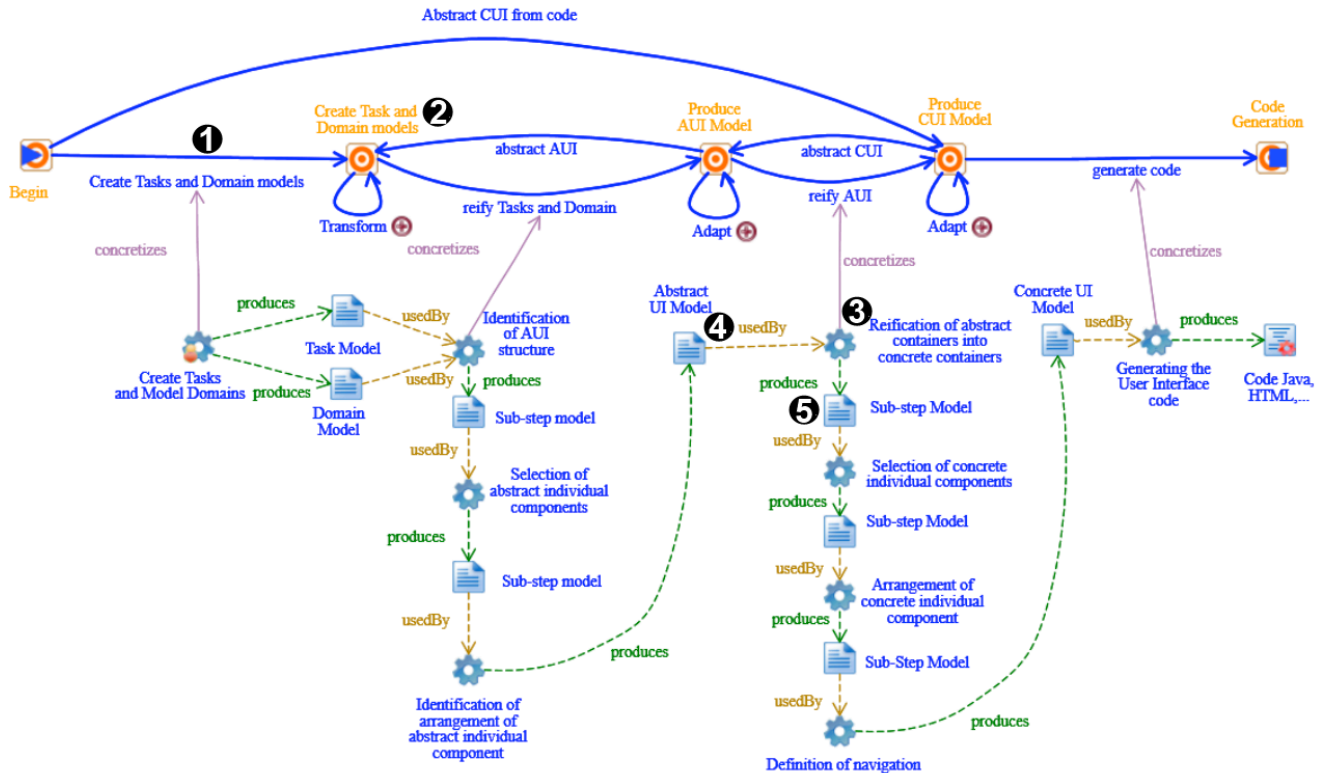 Abstract CUI from code
1
Create Task and
Domain models
2
Produce
AUI Model
Produce
CUI Model
Code
Generation
Begin
Create Tasks and Domain models
abstract AUI
reify Tasks and Domain
abstract CUI
reify AUI
generate code
Transform
Adapt
Adapt
concretizes
concretizes
concretizes
concretizes
produces
produces
Create Tasks
and Model Domains
Task Model
Domain
Model
usedBy
usedBy
Identification
of AUI
structure
produces
Sub-step model
usedBy
Selection of
abstract individual
components
produces
Sub-step model
usedBy
Identification of
arrangement of
abstract individual
component
produces
Abstract
UI Model
4
usedBy
3
Reification of abstract
containers into
concrete containers
produces
5
Sub-step Model
usedBy
Selection of concrete
individual components
produces
Sub-step Model
usedBy
Arrangement of
concrete individual
component
produces
Sub-Step Model
usedBy
Definition of navigation
produces
Concrete UI
Model
usedBy
Generating the
User Interface
code
produces
Code Java,
HTML,...